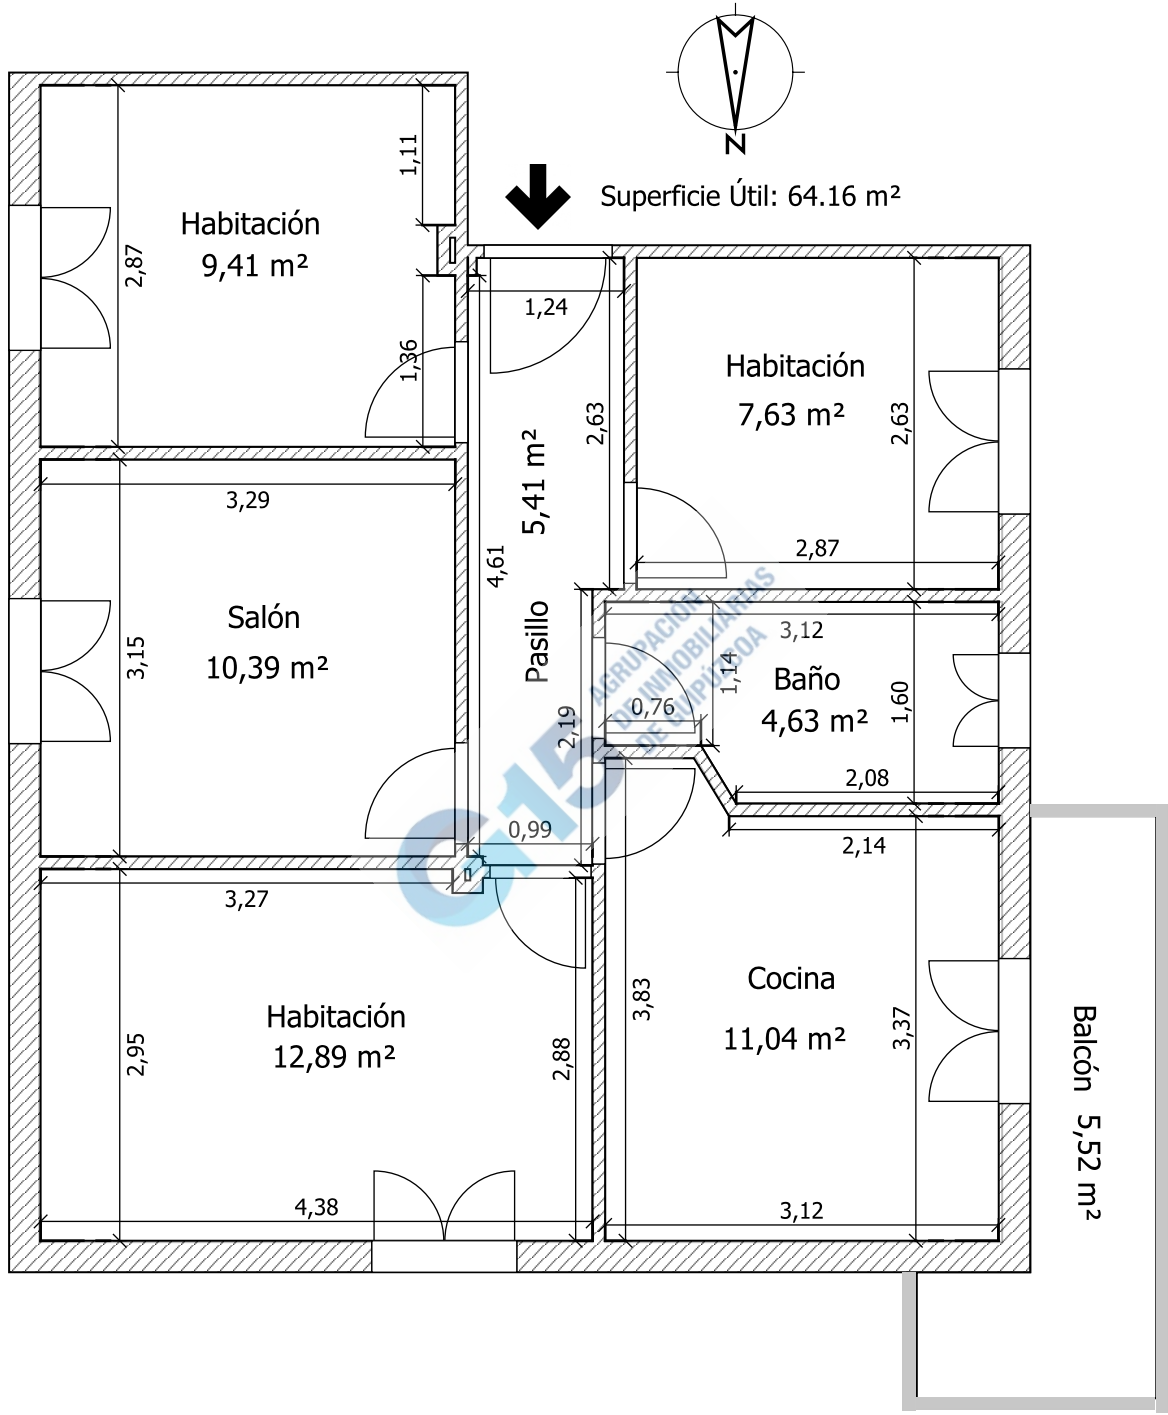 N
Superficie Útil: 64.16 m²
Habitación
9,41 m²
1,11
2,87
1,36
1,24
Habitación
7,63 m²
2,63
2,63
2,87
3,29
Pasillo 5,41 m²
4,61
Salón
10,39 m²
3,15
AGRUPACIÓN
DE INMOBILIARIAS
DE GUIPÚZCOA
G15
3,12
1,14
Baño
4,63 m²
0,76
1,60
2,19
2,08
0,99
2,14
3,27
Habitación
12,89 m²
2,95
2,88
4,38
Cocina
11,04 m²
3,83
3,37
3,12
Balcón 5,52 m²